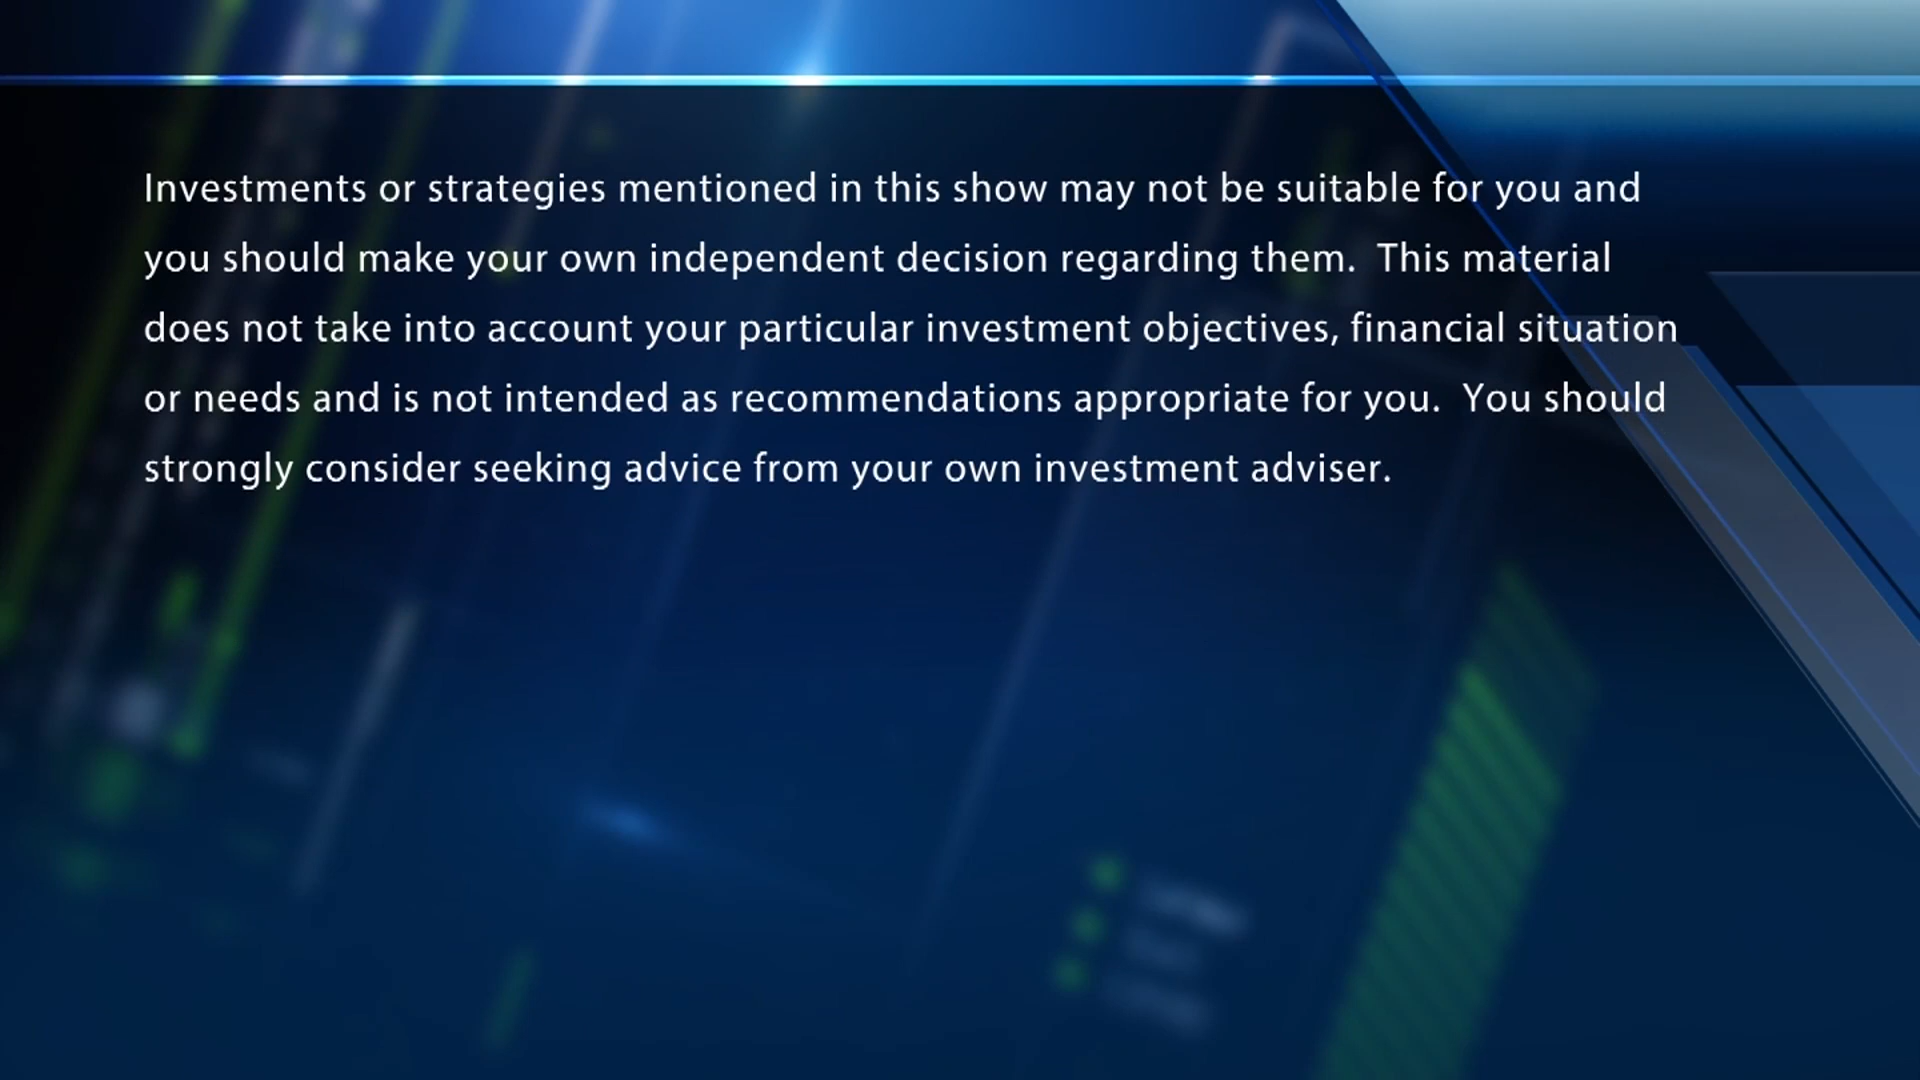 Investments or strategies mentioned in this show may not be suitable for you and
you should make your own independent decision regarding them.  This material
does not take into account your particular investment objectives, financial situation
or needs and is not intended as recommendations appropriate for you.  You should
strongly consider seeking advice from your own investment adviser.